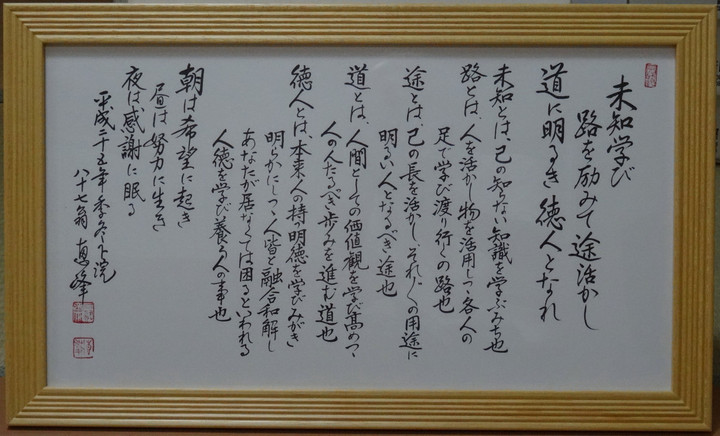 未知学び
路を励みて途活かし
道に明るき徳人となれ
未知とは、己の知らない知識を学ぶみち也
路とは、人を活かし物を活用しつゝ各人の
足で学び渡り行くの路也
途とは、己の長を活かし、それ〲の用途に
明るい人となるべき途也
道とは、人間としての価値観を学び高めつゝ
人の人たるべき歩みを進む道也
徳人とは、本来人の持つ明徳を学びみがき
明らかにしつゝ人皆と融合和解し
あなたが居なくては困るといわれる
人徳を学び養る人の事也
朝は希望に起き
昼は努力に生き
夜は感謝に眠る
平成二十五年季冬下院
八十七翁 恵峰